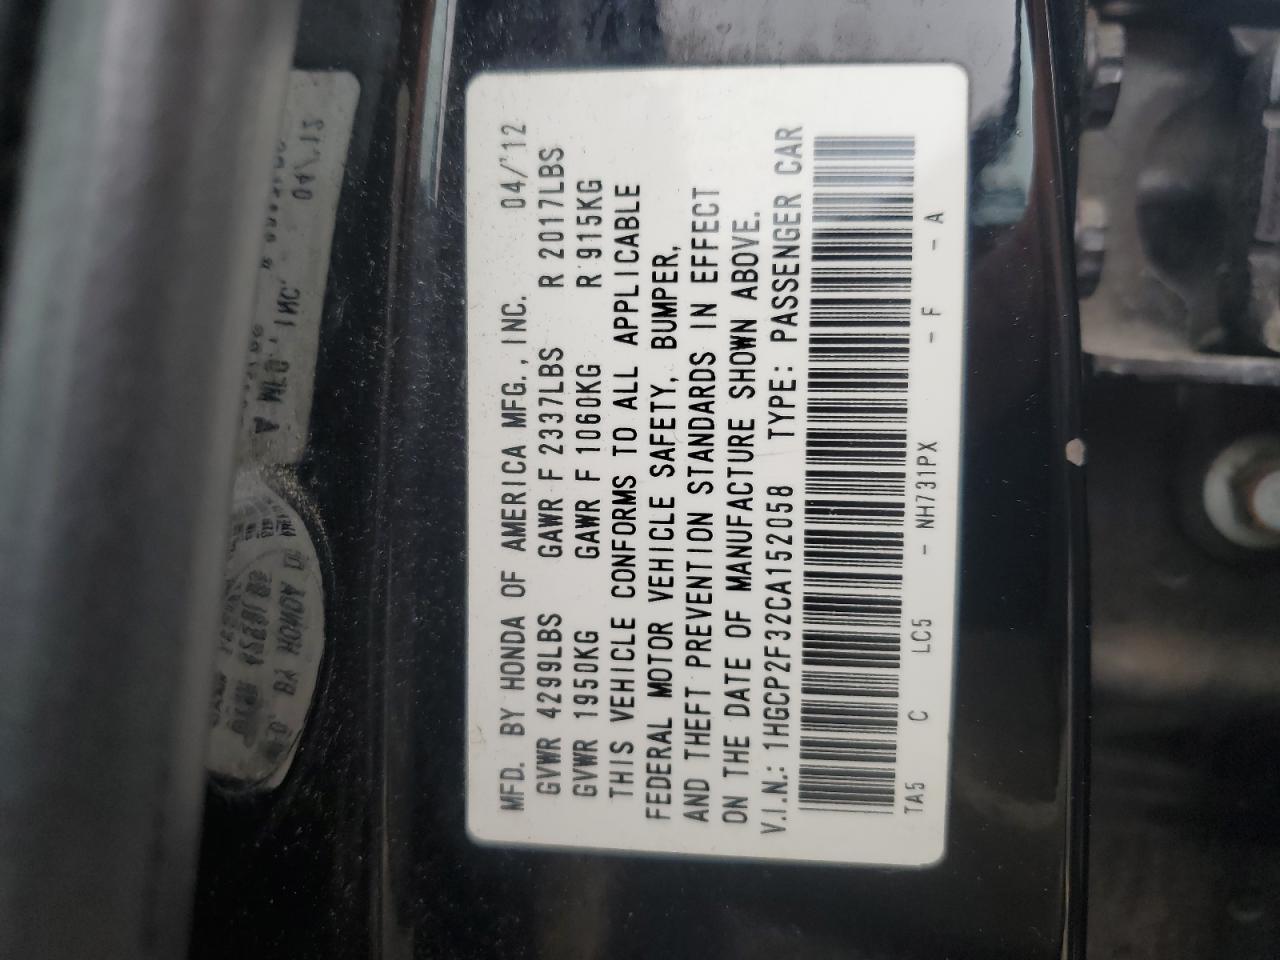 MFD. BY HONDA OF AMERICA MFG., INC. 04/'12
GVWR 4299LBS GAWR F 2337LBS R 2017LBS
GVWR 1950KG GAWR F 1060KG R 915KG
THIS VEHICLE CONFORMS TO ALL APPLICABLE
FEDERAL MOTOR VEHICLE SAFETY, BUMPER,
AND THEFT PREVENTION STANDARDS IN EFFECT
ON THE DATE OF MANUFACTURE SHOWN ABOVE.
V.I.N.: 1HGCP2F32CA152058 TYPE: PASSENGER CAR
TA5 C LC5 - NH731PX - F - A